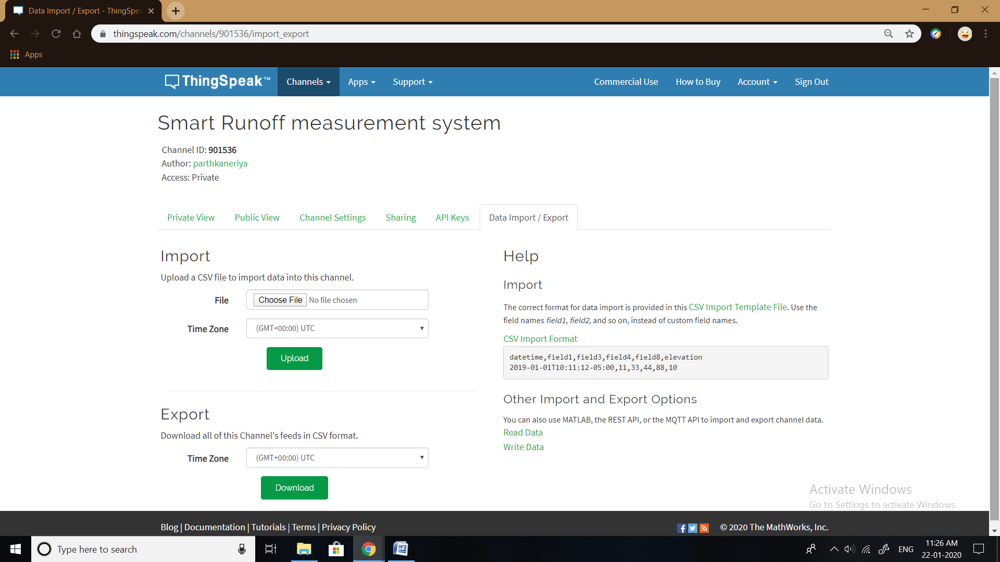 Data Import / Export - ThingSpea
thingspeak.com/channels/901536/import_export
Apps
ThingSpeak™
Channels
Apps
Support
Commercial Use
How to Buy
Account
Sign Out
Smart Runoff measurement system
Channel ID: 901536
Author: parthkaneriya
Access: Private
Private View
Public View
Channel Settings
Sharing
API Keys
Data Import / Export
Import
Upload a CSV file to import data into this channel.
File
Choose File No file chosen
Time Zone
(GMT+00:00) UTC
Upload
Export
Download all of this Channel's feeds in CSV format.
Time Zone
(GMT+00:00) UTC
Download
Help
Import
The correct format for data import is provided in this CSV Import Template File. Use the
field names field1, field2, and so on, instead of custom field names.
CSV Import Format
datetime,field1,field3,field4,field8,elevation
2019-01-01T10:11:12-05:00,11,33,44,88,10
Other Import and Export Options
You can also use MATLAB, the REST API, or the MQTT API to import and export channel data.
Read Data
Write Data
Activate Windows
Go to Settings to activate Windows.
Blog | Documentation | Tutorials | Terms | Privacy Policy
© 2020 The MathWorks, Inc.
Type here to search
ENG
11:26 AM
22-01-2020